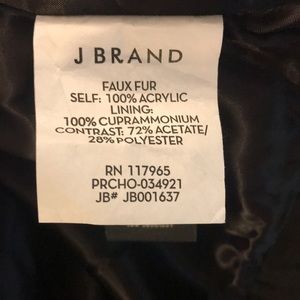 J BRAND
FAUX FUR
SELF: 100% ACRYLIC
LINING:
100% CUPRAMMONIUM
CONTRAST: 72% ACETATE/
28% POLYESTER
RN 117965
PRCHO-034921
JB# JB001637